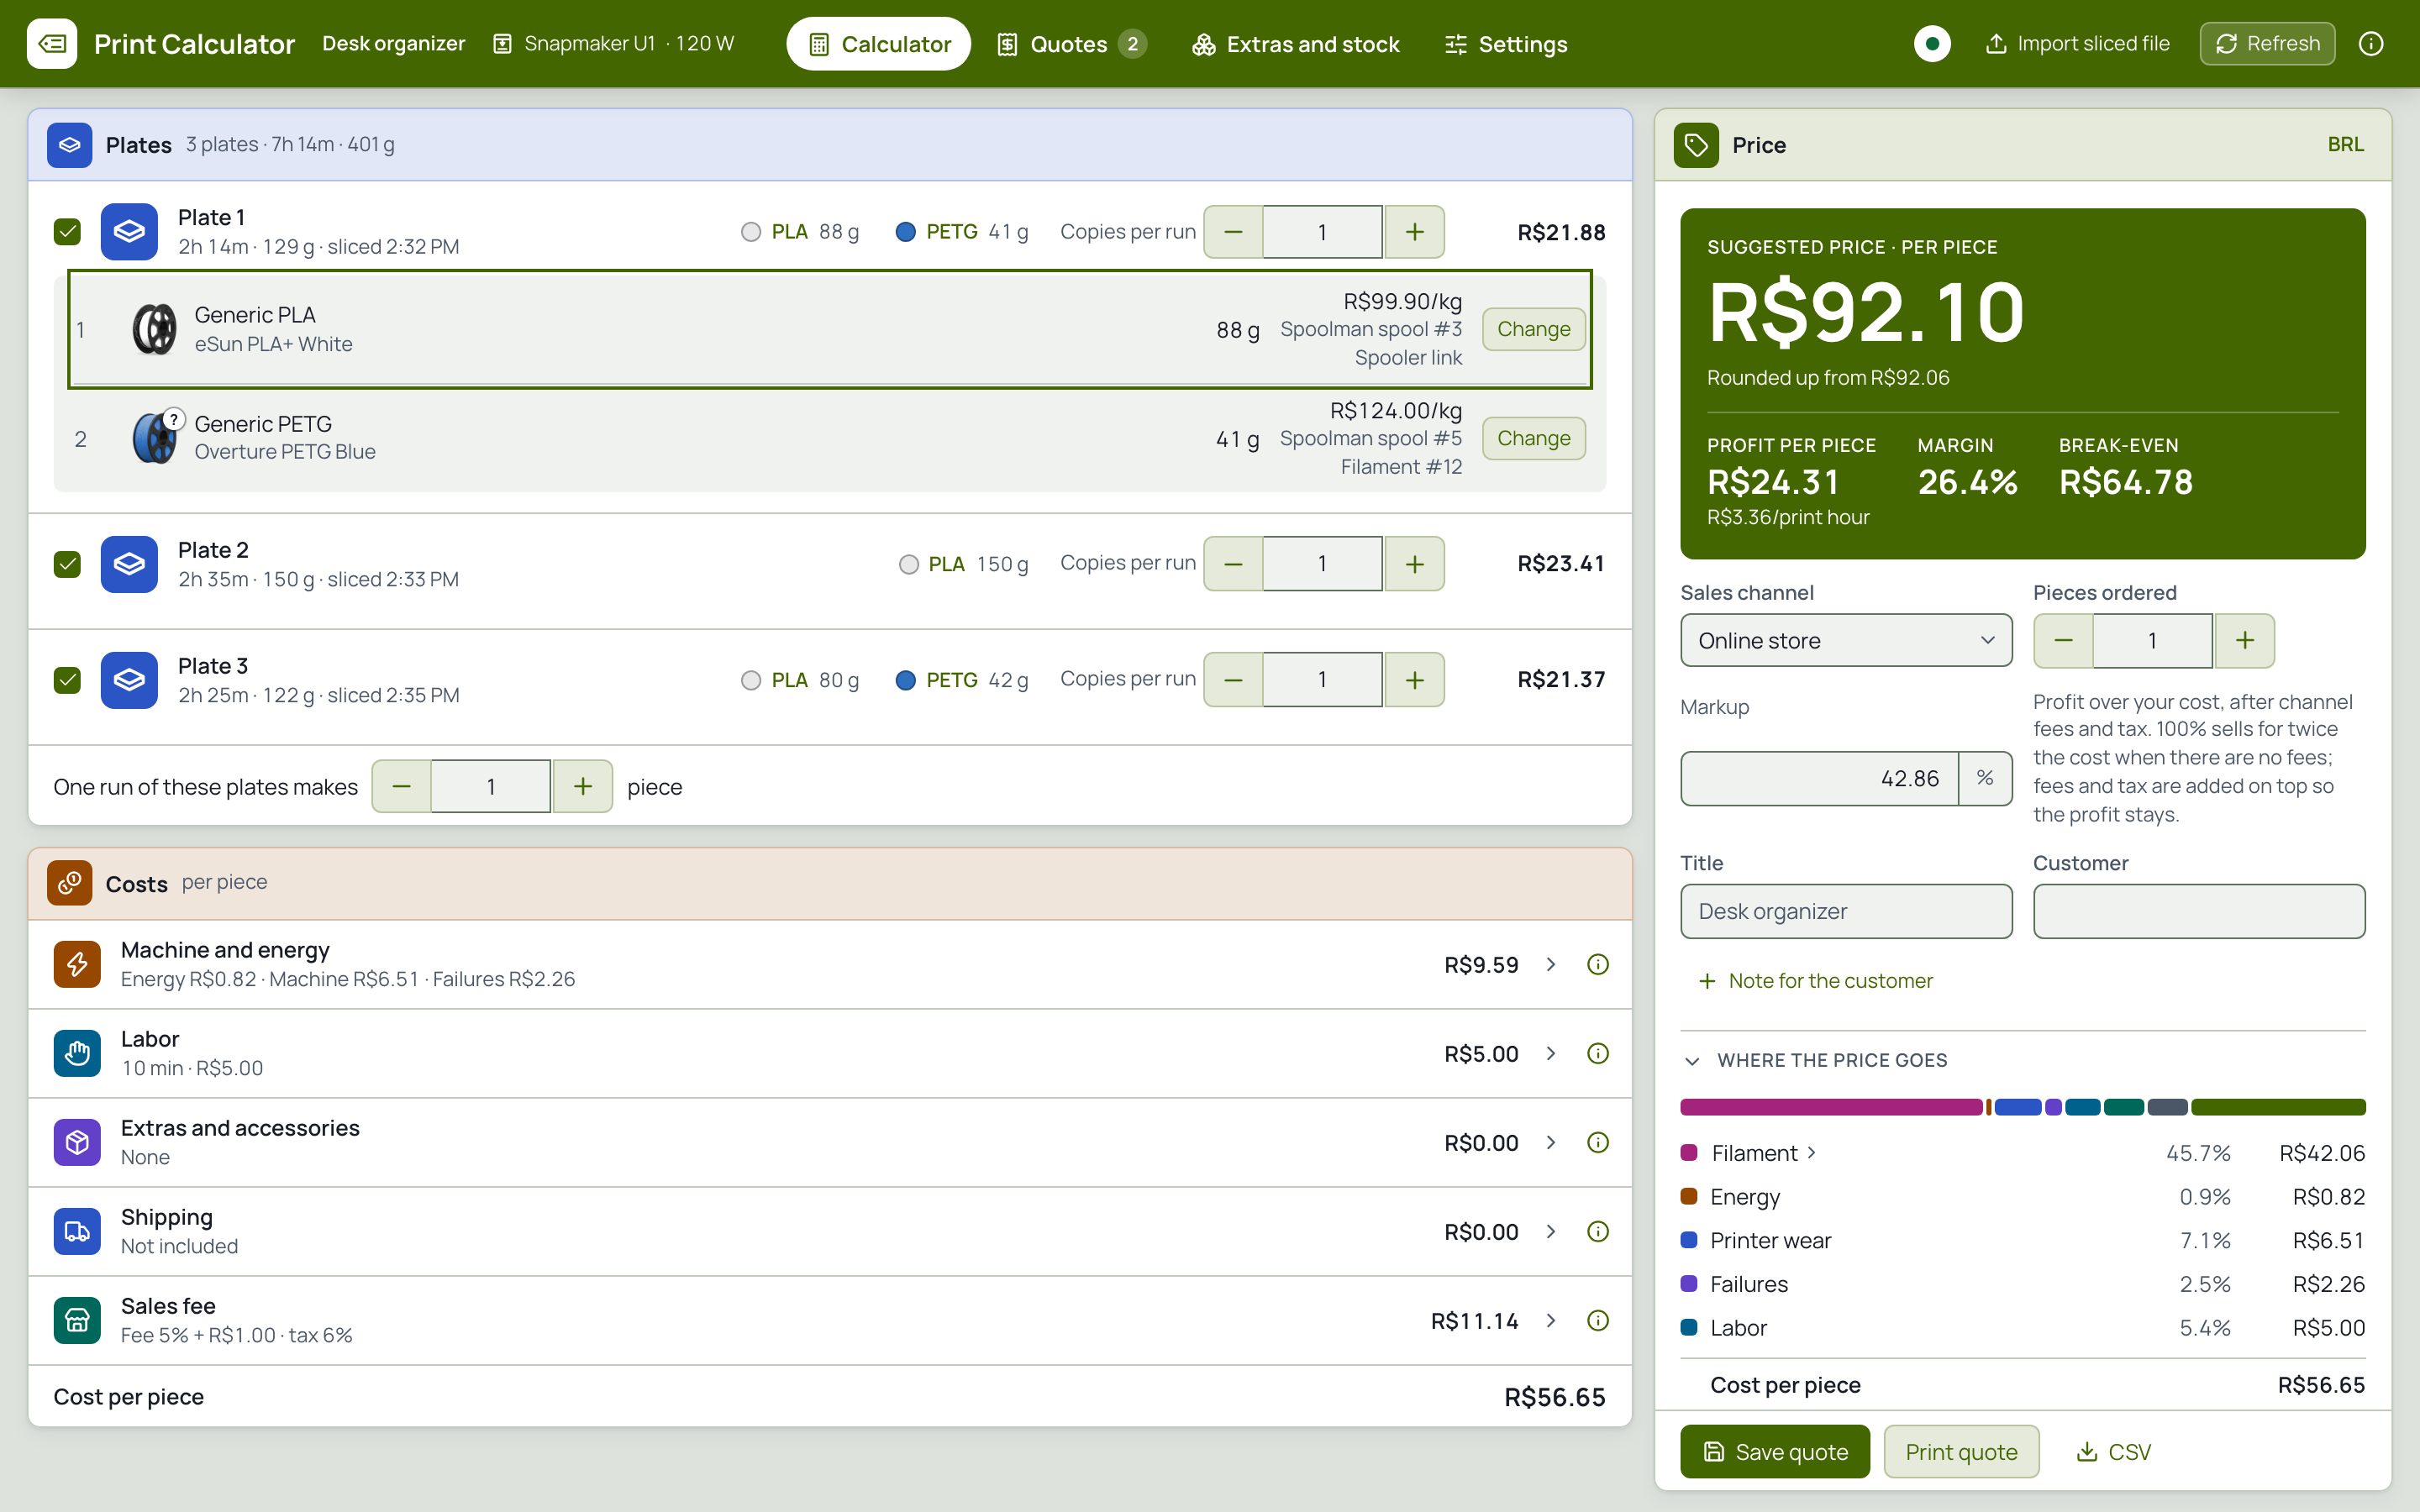 Print Calculator
Desk organizer
Snapmaker U1 · 120 W
Calculator
Quotes 2
Extras and stock
Settings
Import sliced file
Refresh
Plates 3 plates · 7h 14m · 401 g
Plate 1
2h 14m · 129 g · sliced 2:32 PM
PLA 88 g
PETG 41 g
Copies per run
1
R$21.88
1
Generic PLA
eSun PLA+ White
88 g
R$99.90/kg
Spoolman spool #3
Spooler link
Change
2
?
Generic PETG
Overture PETG Blue
41 g
R$124.00/kg
Spoolman spool #5
Filament #12
Change
Plate 2
2h 35m · 150 g · sliced 2:33 PM
PLA 150 g
Copies per run
1
R$23.41
Plate 3
2h 25m · 122 g · sliced 2:35 PM
PLA 80 g
PETG 42 g
Copies per run
1
R$21.37
One run of these plates makes 1 piece
Costs per piece
Machine and energy
Energy R$0.82 · Machine R$6.51 · Failures R$2.26
R$9.59
Labor
10 min · R$5.00
R$5.00
Extras and accessories
None
R$0.00
Shipping
Not included
R$0.00
Sales fee
Fee 5% + R$1.00 · tax 6%
R$11.14
Cost per piece
R$56.65
Price
BRL
SUGGESTED PRICE · PER PIECE
R$92.10
Rounded up from R$92.06
PROFIT PER PIECE
R$24.31
R$3.36/print hour
MARGIN
26.4%
BREAK-EVEN
R$64.78
Sales channel
Online store
Pieces ordered
1
Markup
42.86 %
Profit over your cost, after channel
fees and tax. 100% sells for twice
the cost when there are no fees;
fees and tax are added on top so
the profit stays.
Title
Desk organizer
Customer
Note for the customer
WHERE THE PRICE GOES
Filament 45.7% R$42.06
Energy 0.9% R$0.82
Printer wear 7.1% R$6.51
Failures 2.5% R$2.26
Labor 5.4% R$5.00
Cost per piece R$56.65
Save quote
Print quote
CSV